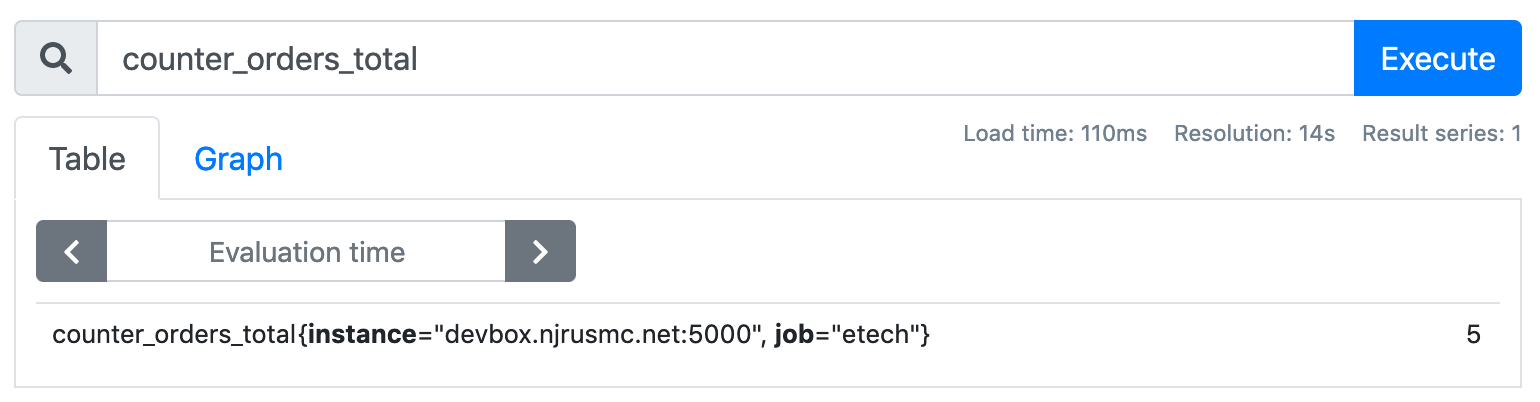 counter_orders_total
Execute
Load time: 110ms Resolution: 14s Result series: 1
Table Graph
Evaluation time
counter_orders_total{instance="devbox.njrusmc.net:5000", job="etech"} 5